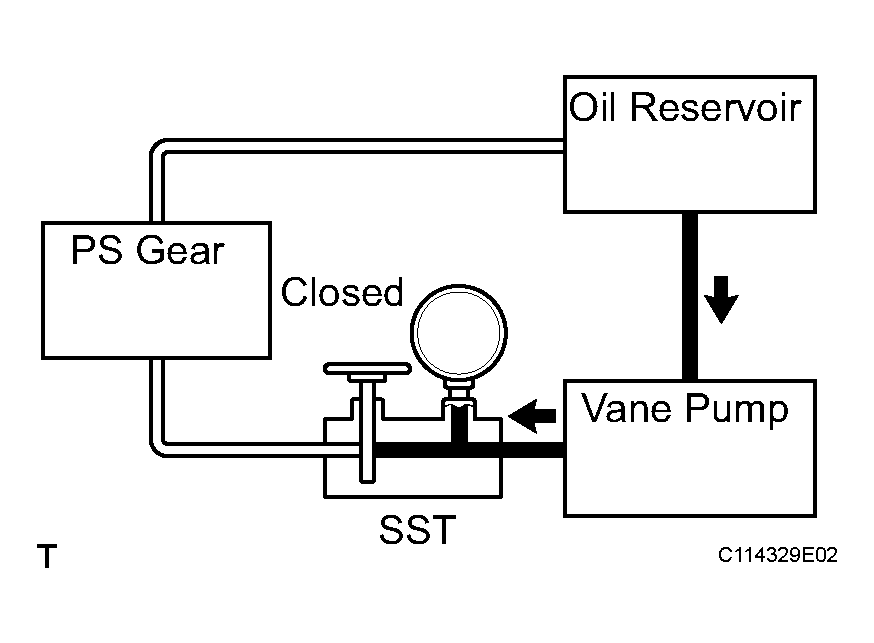 Oil Reservoir
PS Gear
Closed
Vane Pump
SST
T
C114329E02